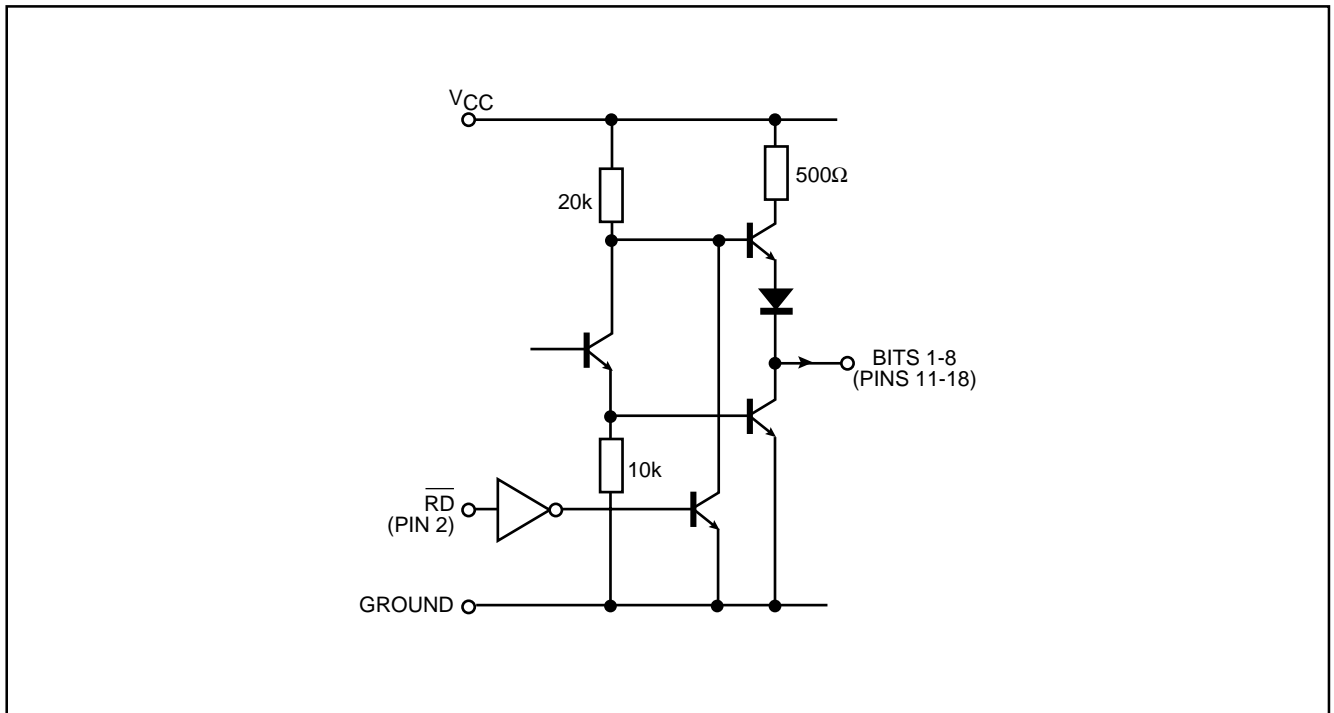 VCC
500Ω
20k
BITS 1-8
(PINS 11-18)
10k
RD
(PIN 2)
GROUND